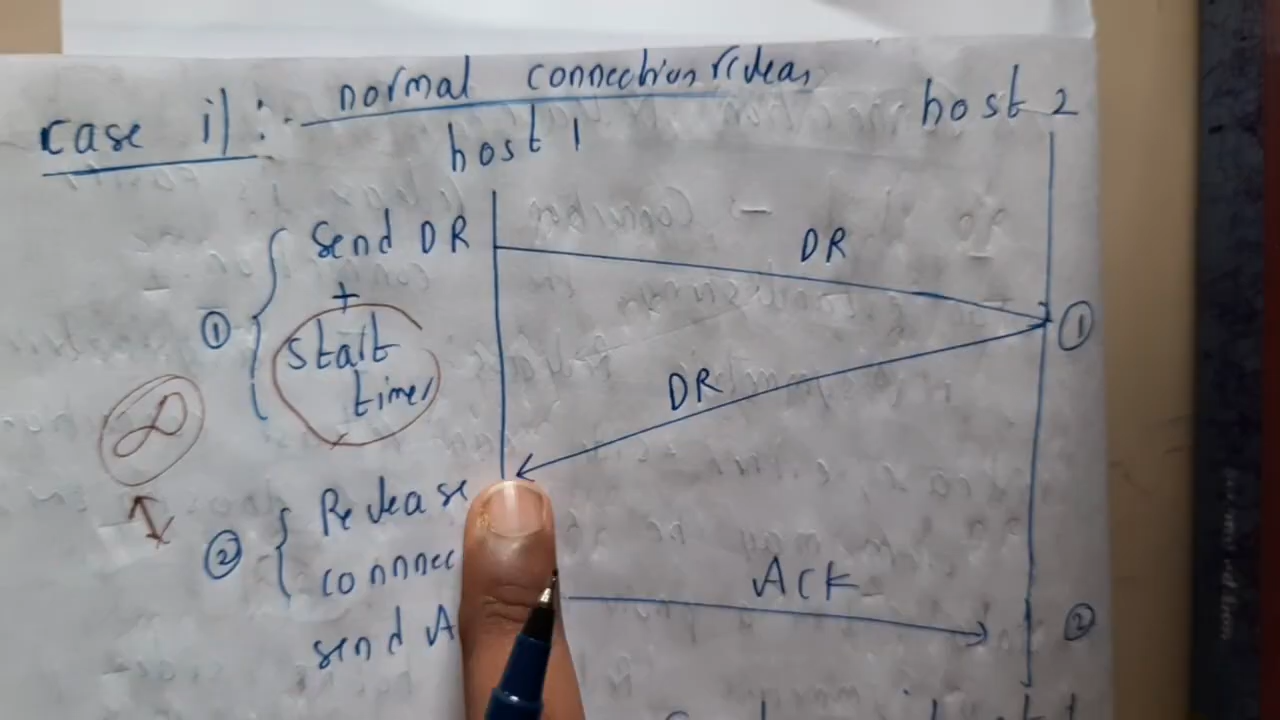 case i) :- normal connection releas
host 1
host 2
① Send DR
+
start
timer
DR
①
DR
② Release
connec
send A
ACK
②